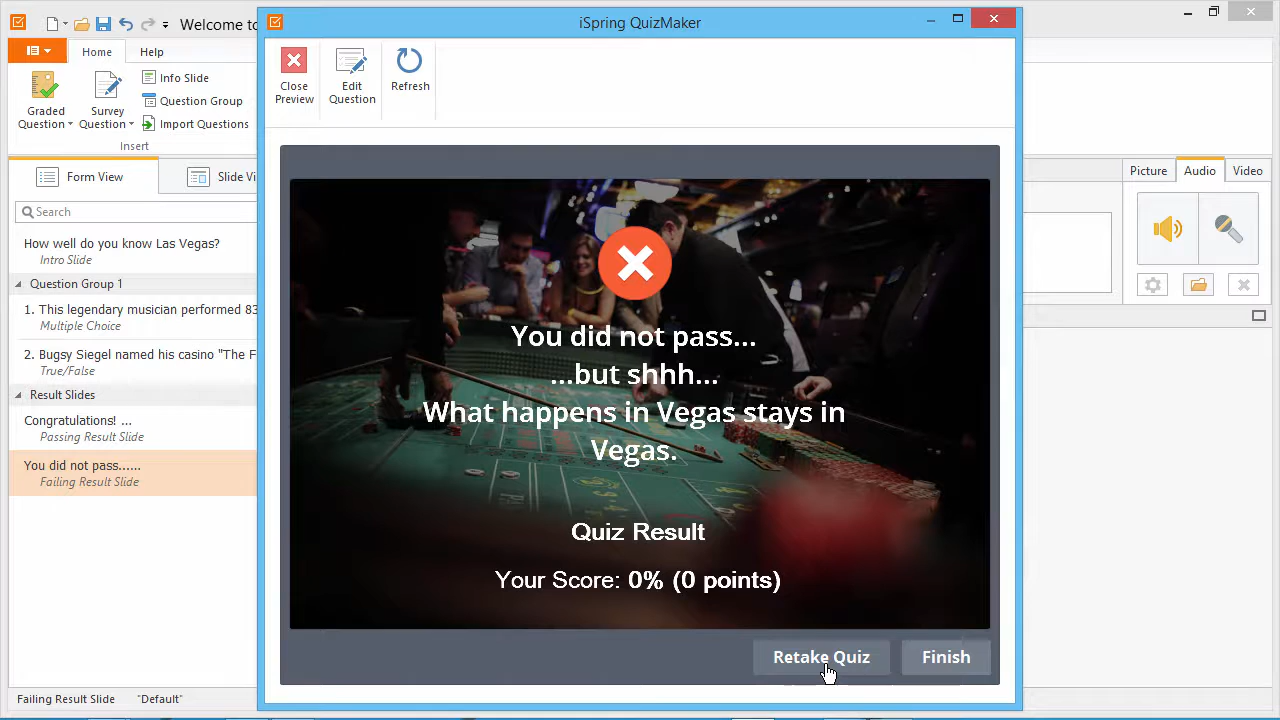 Welcome to
iSpring QuizMaker
Home
Help
Graded
Question
Survey
Question
Info Slide
Question Group
Import Questions
Insert
Close
Preview
Edit
Question
Refresh
Form View
Slide Vi
Picture
Audio
Video
Search
How well do you know Las Vegas?
Intro Slide
Question Group 1
1. This legendary musician performed 83
Multiple Choice
2. Bugsy Siegel named his casino "The F
True/False
Result Slides
Congratulations! ...
Passing Result Slide
You did not pass......
Failing Result Slide
You did not pass...
...but shhh...
What happens in Vegas stays in
Vegas.
Quiz Result
Your Score: 0% (0 points)
Retake Quiz
Finish
Failing Result Slide
"Default"